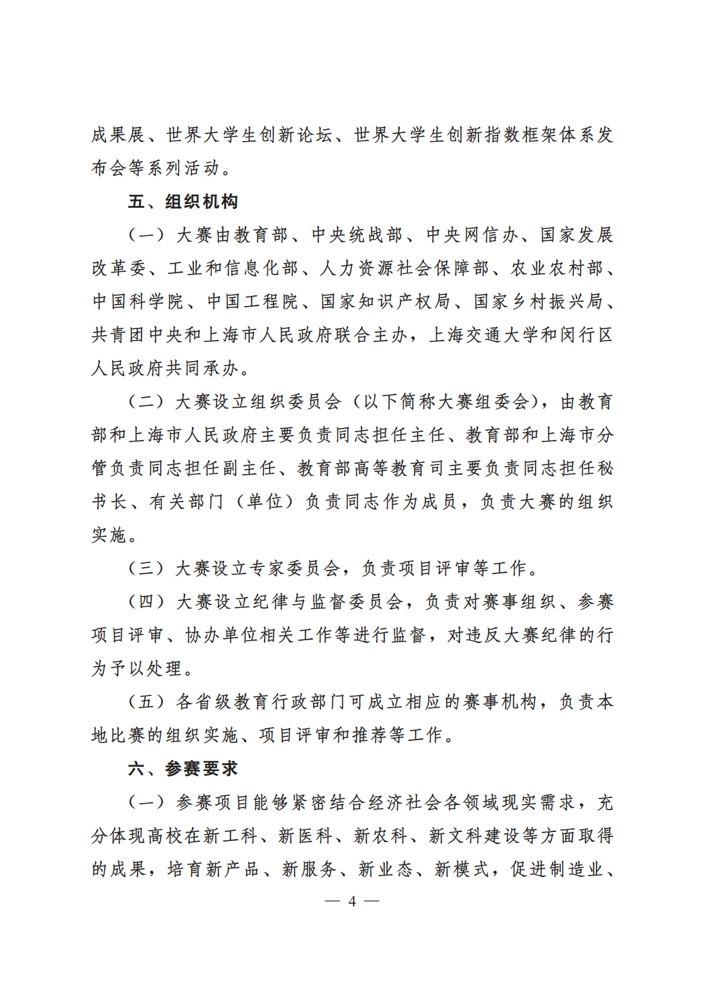 成果展、世界大学生创新论坛、世界大学生创新指数框架体系发
布会等系列活动。
五、组织机构
（一）大赛由教育部、中央统战部、中央网信办、国家发展
改革委、工业和信息化部、人力资源社会保障部、农业农村部、
中国科学院、中国工程院、国家知识产权局、国家乡村振兴局、
共青团中央和上海市人民政府联合主办，上海交通大学和闵行区
人民政府共同承办。
（二）大赛设立组织委员会（以下简称大赛组委会），由教育
部和上海市人民政府主要负责同志担任主任、教育部和上海市分
管负责同志担任副主任、教育部高等教育司主要负责同志担任秘
书长、有关部门（单位）负责同志作为成员，负责大赛的组织
实施。
（三）大赛设立专家委员会，负责项目评审等工作。
（四）大赛设立纪律与监督委员会，负责对赛事组织、参赛
项目评审、协办单位相关工作等进行监督，对违反大赛纪律的行
为予以处理。
（五）各省级教育行政部门可成立相应的赛事机构，负责本
地比赛的组织实施、项目评审和推荐等工作。
六、参赛要求
（一）参赛项目能够紧密结合经济社会各领域现实需求，充
分体现高校在新工科、新医科、新农科、新文科建设等方面取得
的成果，培育新产品、新服务、新业态、新模式，促进制造业、
— 4 —